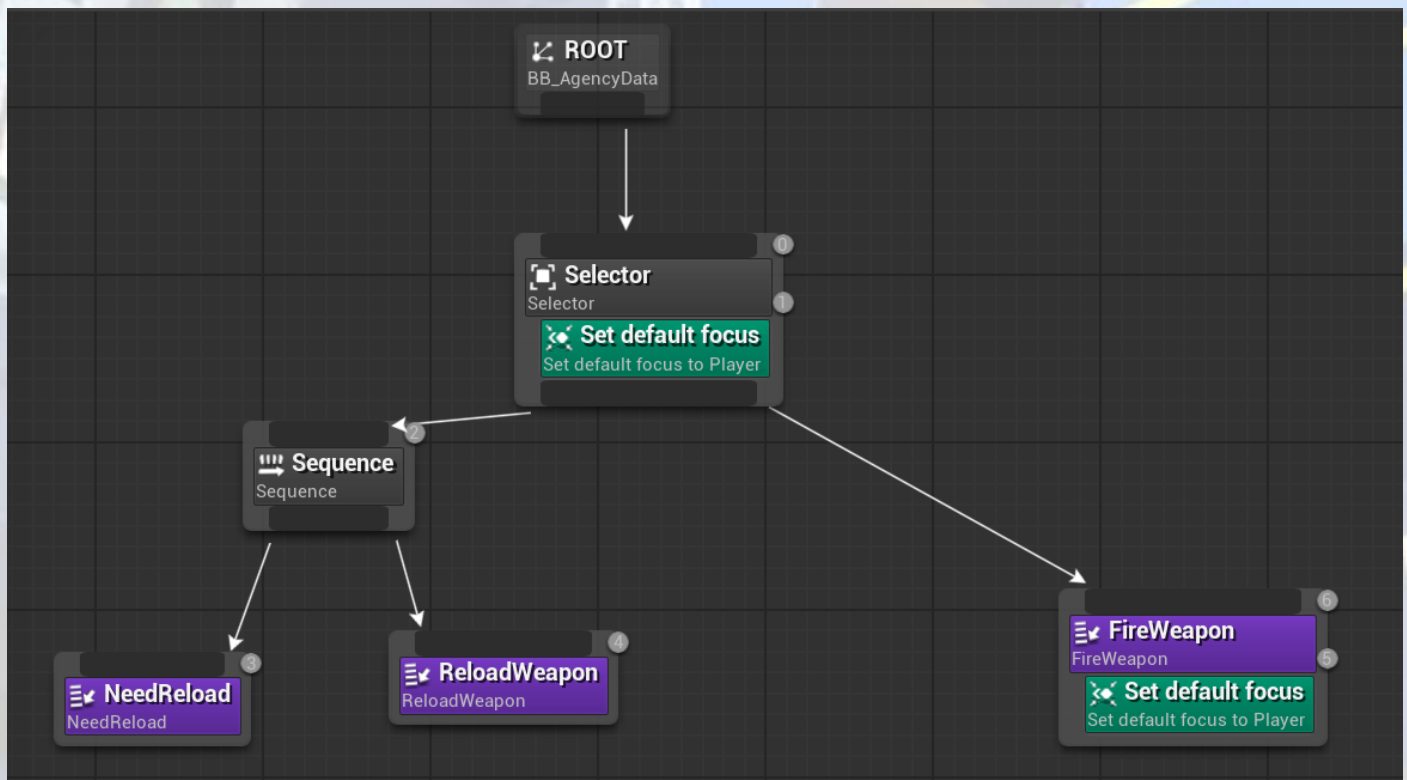 ROOT
BB_AgencyData
0
Selector
Selector
1
Set default focus
Set default focus to Player
2
Sequence
Sequence
3
NeedReload
NeedReload
4
ReloadWeapon
ReloadWeapon
6
FireWeapon
FireWeapon
5
Set default focus
Set default focus to Player